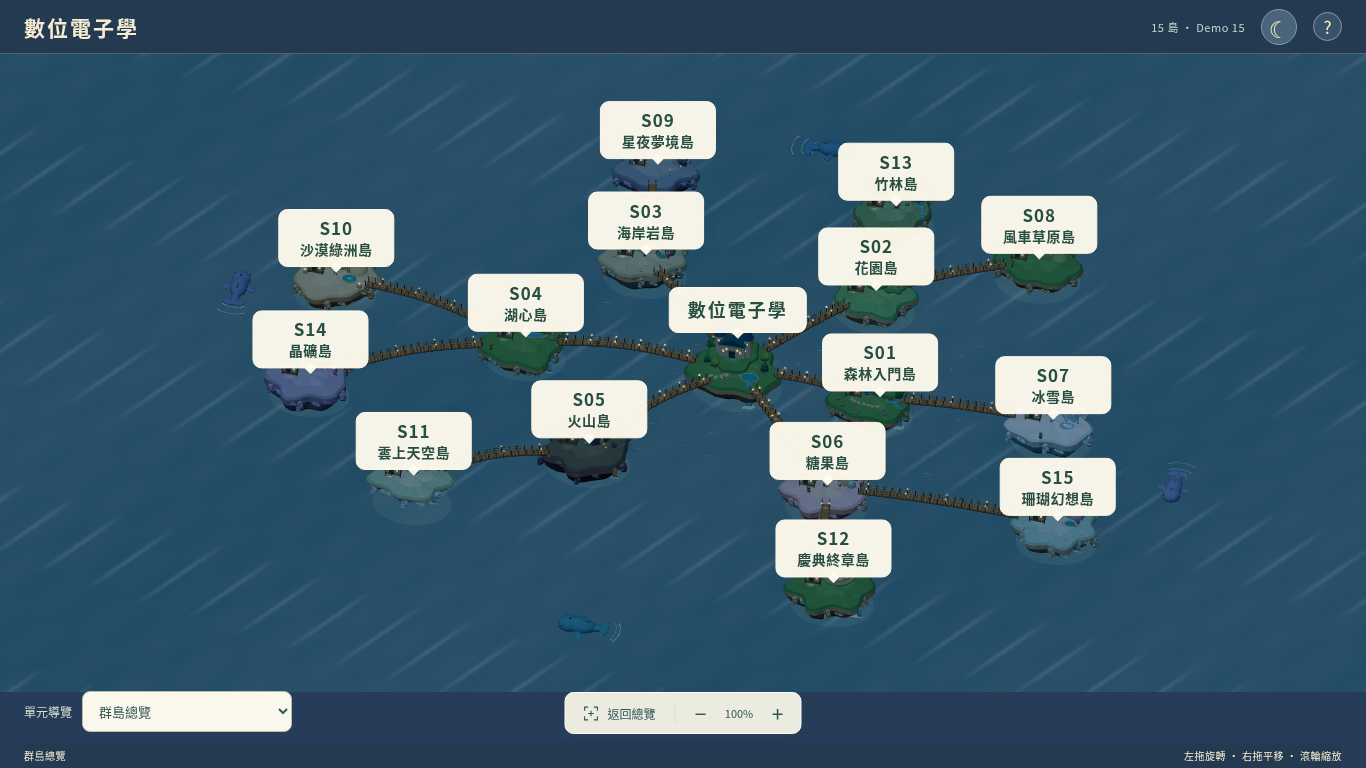 數位電子學
15 島 · Demo 15
?
S09
星夜夢境島
S13
竹林島
S03
海岸岩島
S08
風車草原島
S10
沙漠綠洲島
S02
花園島
S04
湖心島
數位電子學
S14
晶礦島
S01
森林入門島
S07
冰雪島
S05
火山島
S11
雲上天空島
S06
糖果島
S15
珊瑚幻想島
S12
慶典終章島
單元導覽
群島總覽
返回總覽
− 100% +
群島總覽
左拖旋轉 · 右拖平移 · 滾輪縮放